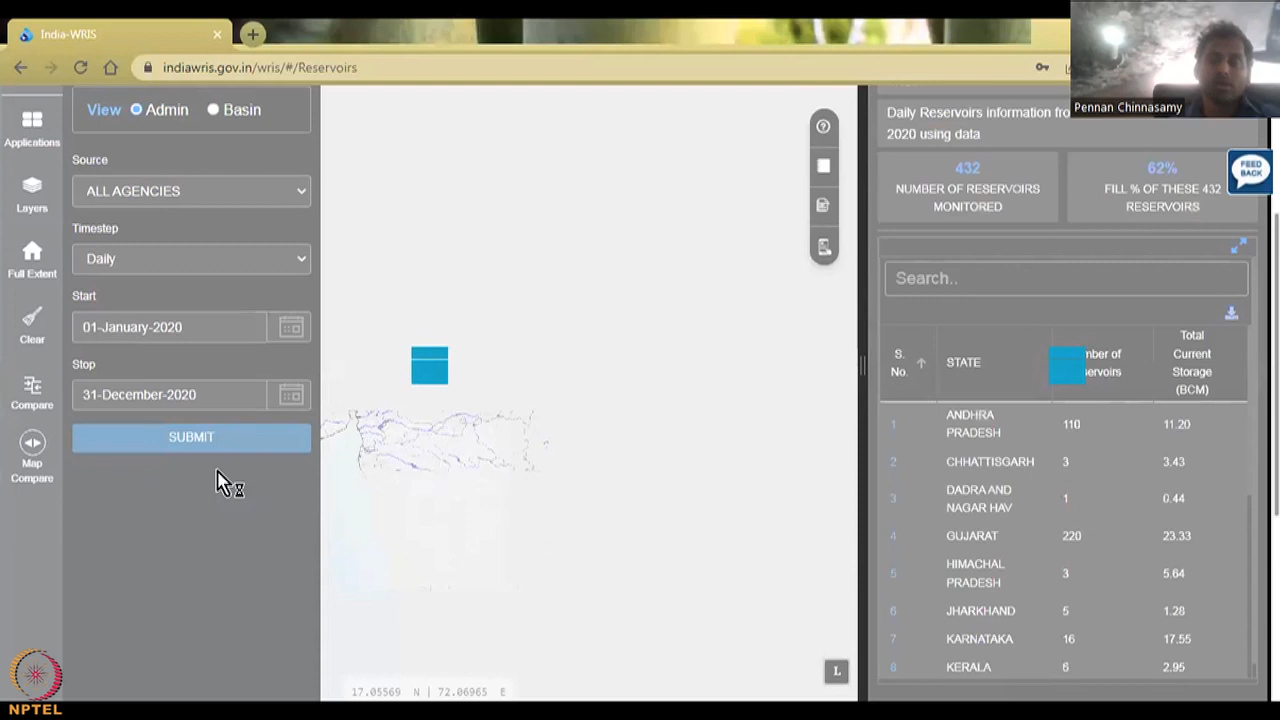 India-WRIS
indiawris.gov.in/wris/#/Reservoirs
Pennan Chinnasamy
Applications
Layers
Full Extent
Clear
Compare
Map
Compare
View Admin Basin
Source
ALL AGENCIES
Timestep
Daily
Start
01-January-2020
Stop
31-December-2020
SUBMIT
17.05569 N | 72.06965 E
L
Daily Reservoirs information
2020 using data
FEED
BACK
432
NUMBER OF RESERVOIRS
MONITORED
62%
FILL % OF THESE 432
RESERVOIRS
Search..
S.
No.
STATE
Total
Current
Storage
(BCM)
1 ANDHRA PRADESH 110 11.20
2 CHHATTISGARH 3 3.43
3 DADRA AND NAGAR HAV 1 0.44
4 GUJARAT 220 23.33
5 HIMACHAL PRADESH 3 5.64
6 JHARKHAND 5 1.28
7 KARNATAKA 16 17.55
8 KERALA 6 2.95
NPTEL